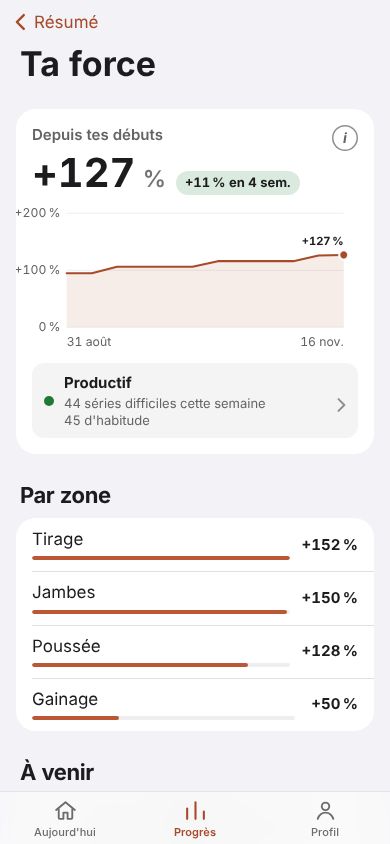 Résumé
Ta force
Depuis tes débuts
i
+127 %
+11 % en 4 sem.
+200 %
+127 %
+100 %
0 %
31 août
16 nov.
Productif
44 séries difficiles cette semaine
45 d'habitude
Par zone
Tirage
+152 %
Jambes
+150 %
Poussée
+128 %
Gainage
+50 %
À venir
Aujourd'hui
Progrès
Profil